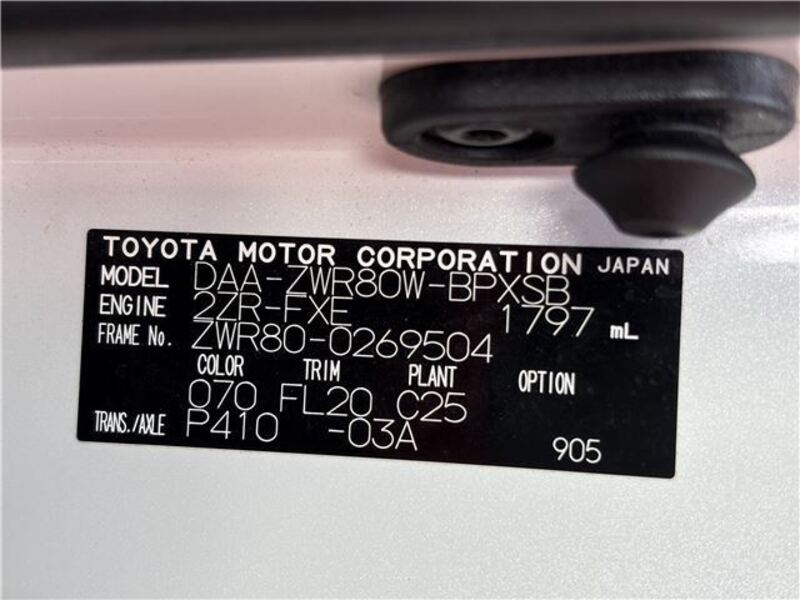 TOYOTA MOTOR CORPORATION JAPAN
MODEL DAA-ZWR80W-BPXSB
ENGINE 2ZR-FXE 1797 mL
FRAME No. ZWR80-0269504
COLOR TRIM PLANT OPTION
070 FL20 C25
TRANS./AXLE P410 -03A 905